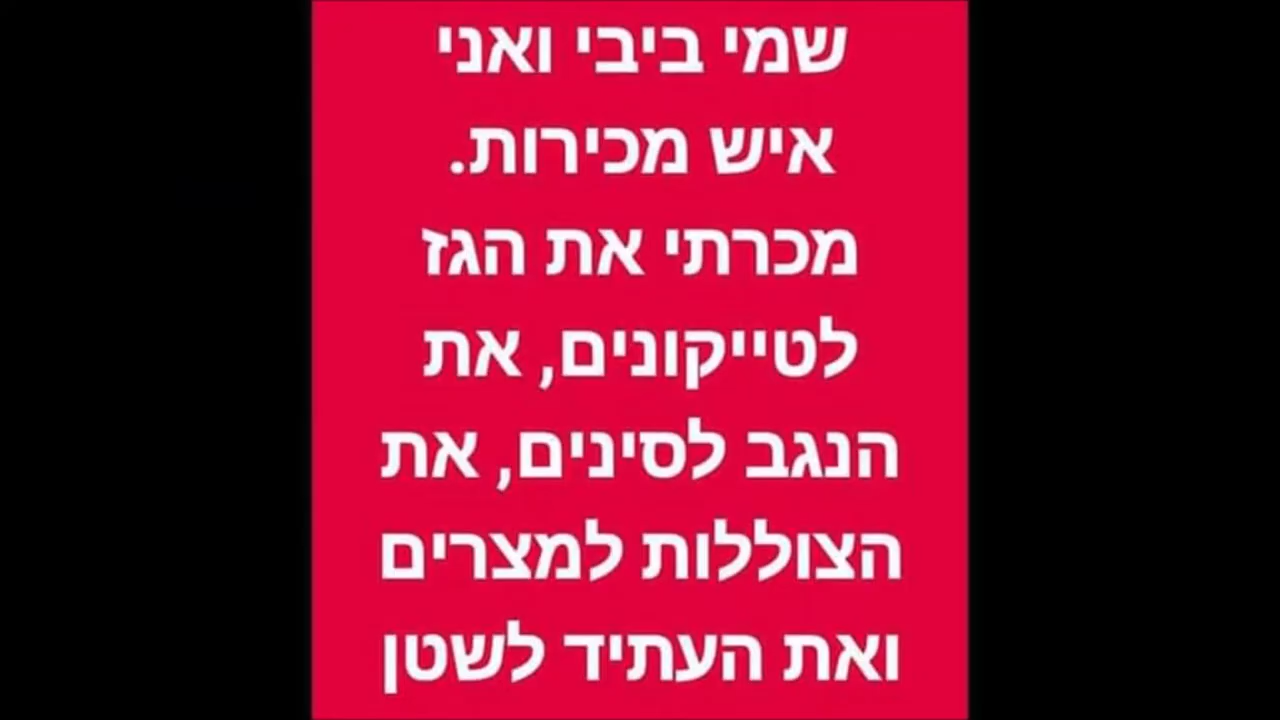 שמי ביבי ואני
איש מכירות.
מכרתי את הגז
לטייקונים, את
הנגב לסינים, את
הצוללות למצרים
ואת העתיד לשטן